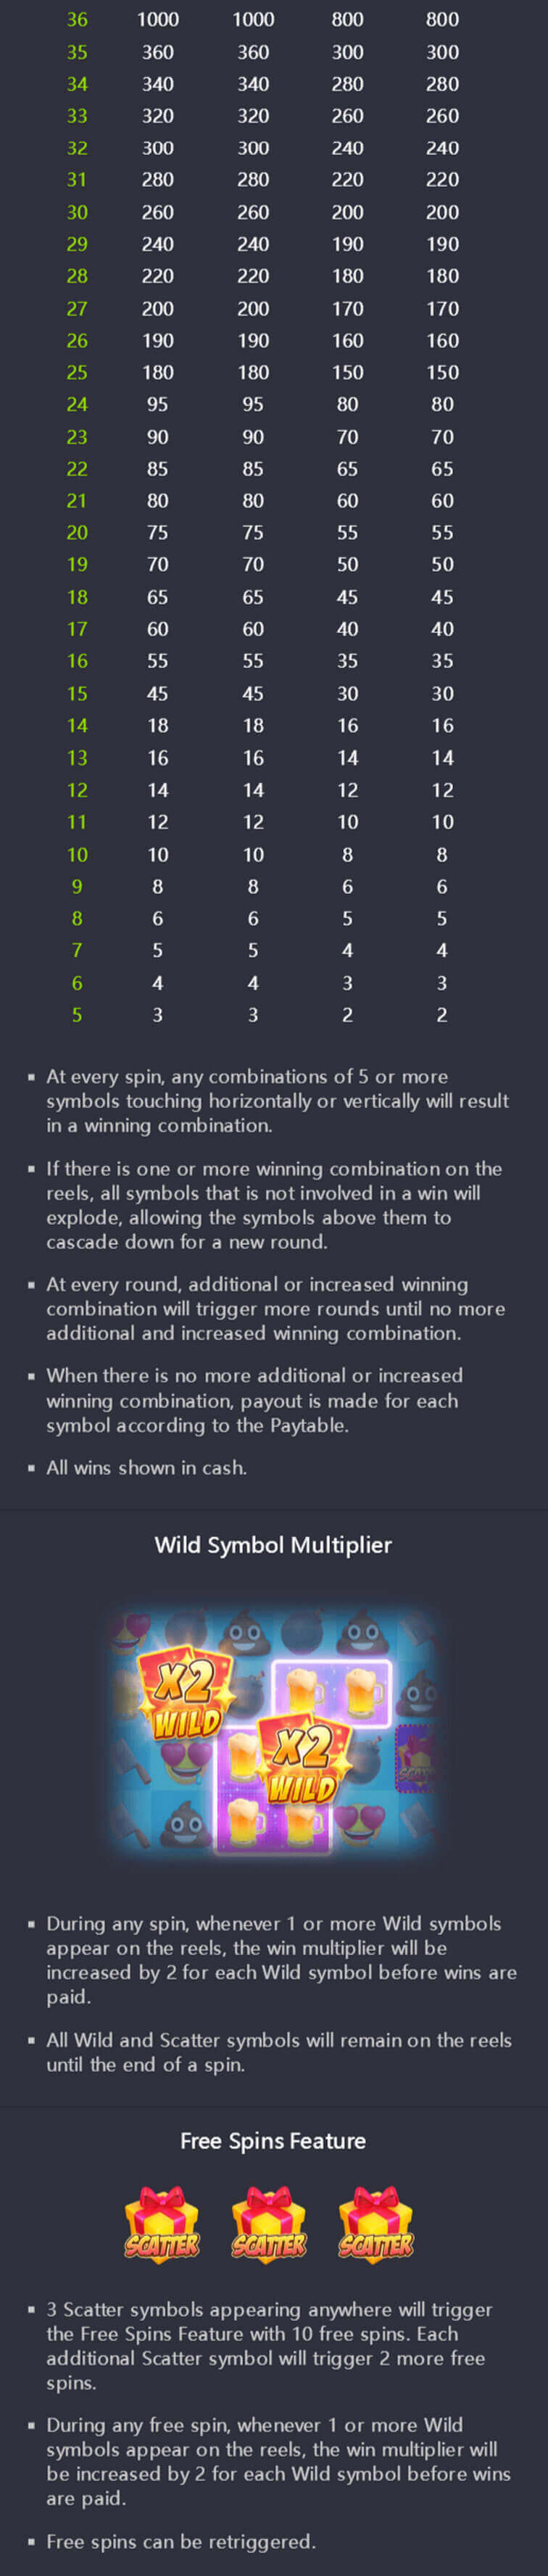 36 1000 1000 800 800
35 360 360 300 300
34 340 340 280 280
33 320 320 260 260
32 300 300 240 240
31 280 280 220 220
30 260 260 200 200
29 240 240 190 190
28 220 220 180 180
27 200 200 170 170
26 190 190 160 160
25 180 180 150 150
24 95 95 80 80
23 90 90 70 70
22 85 85 65 65
21 80 80 60 60
20 75 75 55 55
19 70 70 50 50
18 65 65 45 45
17 60 60 40 40
16 55 55 35 35
15 45 45 30 30
14 18 18 16 16
13 16 16 14 14
12 14 14 12 12
11 12 12 10 10
10 10 10 8 8
9 8 8 6 6
8 6 6 5 5
7 5 5 4 4
6 4 4 3 3
5 3 3 2 2
▪ At every spin, any combinations of 5 or more
symbols touching horizontally or vertically will result
in a winning combination.
▪ If there is one or more winning combination on the
reels, all symbols that is not involved in a win will
explode, allowing the symbols above them to
cascade down for a new round.
▪ At every round, additional or increased winning
combination will trigger more rounds until no more
additional and increased winning combination.
▪ When there is no more additional or increased
winning combination, payout is made for each
symbol according to the Paytable.
▪ All wins shown in cash.
Wild Symbol Multiplier
X2
WILD
X2
WILD
SCATTER
▪ During any spin, whenever 1 or more Wild symbols
appear on the reels, the win multiplier will be
increased by 2 for each Wild symbol before wins are
paid.
▪ All Wild and Scatter symbols will remain on the reels
until the end of a spin.
Free Spins Feature
SCATTER SCATTER SCATTER
▪ 3 Scatter symbols appearing anywhere will trigger
the Free Spins Feature with 10 free spins. Each
additional Scatter symbol will trigger 2 more free
spins.
▪ During any free spin, whenever 1 or more Wild
symbols appear on the reels, the win multiplier will
be increased by 2 for each Wild symbol before wins
are paid.
▪ Free spins can be retriggered.